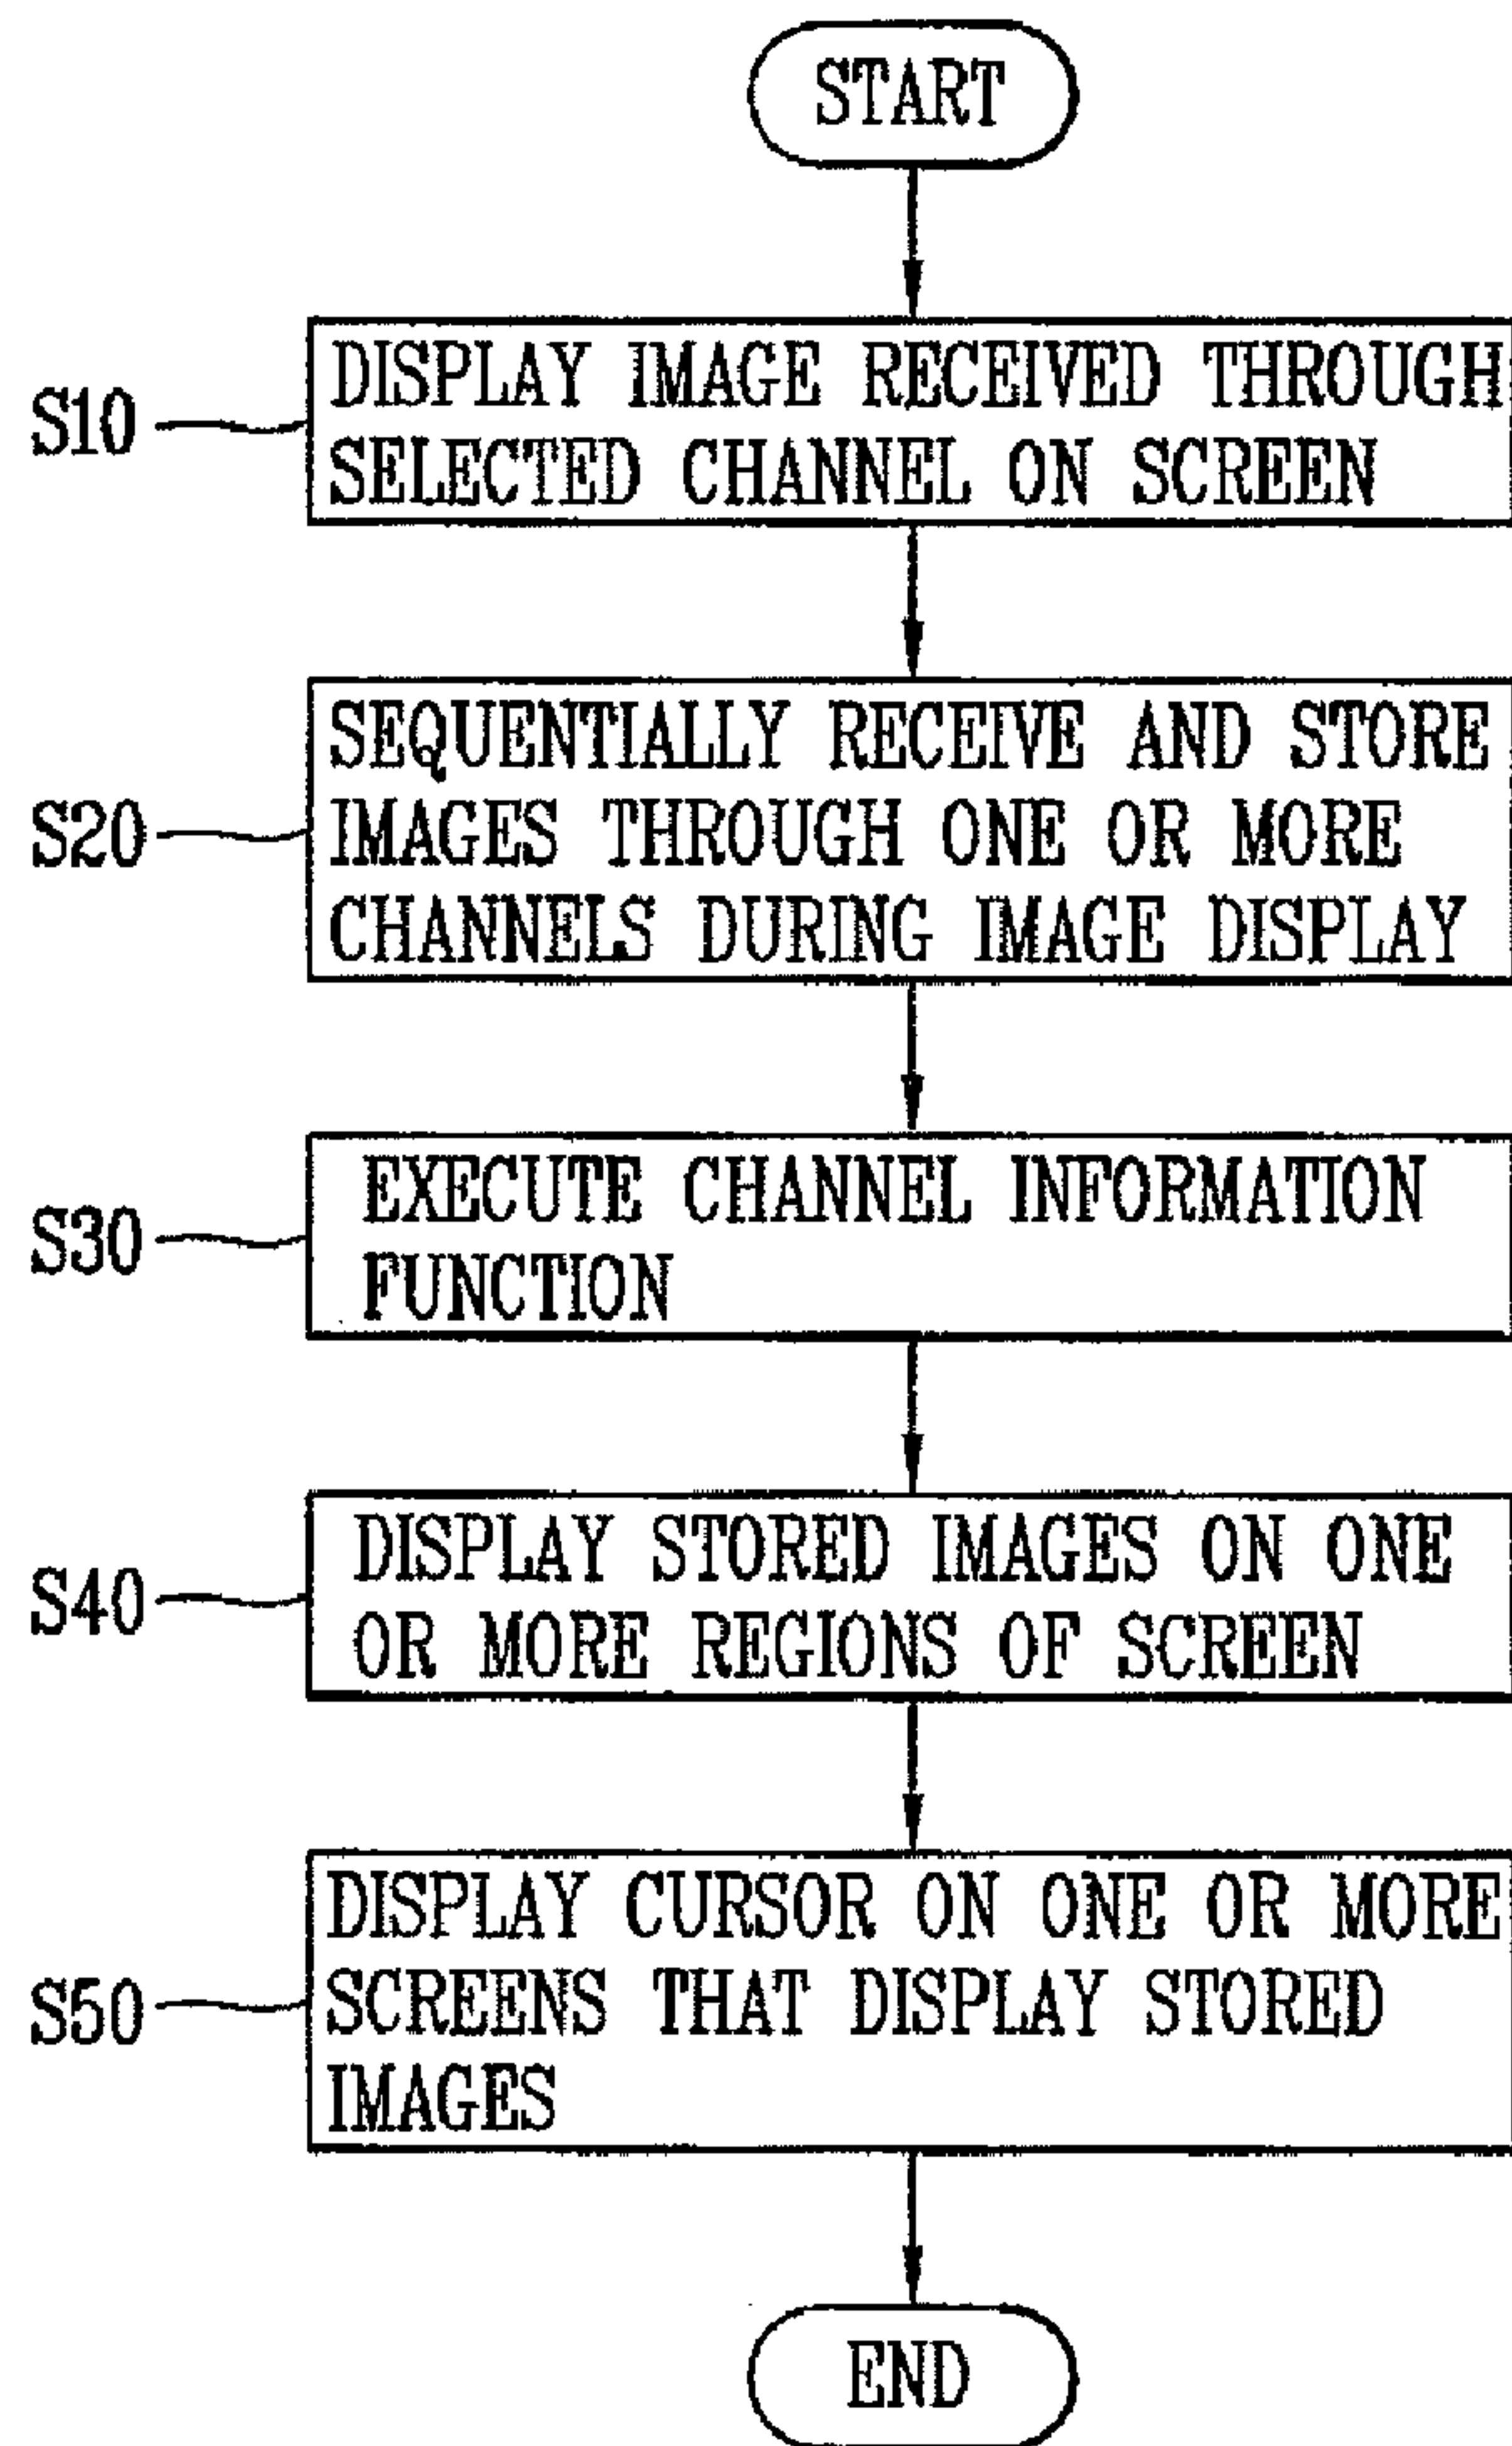 START
S10
DISPLAY IMAGE RECEIVED THROUGH
SELECTED CHANNEL ON SCREEN
S20
SEQUENTIALLY RECEIVE AND STORE
IMAGES THROUGH ONE OR MORE
CHANNELS DURING IMAGE DISPLAY
S30
EXECUTE CHANNEL INFORMATION
FUNCTION
S40
DISPLAY STORED IMAGES ON ONE
OR MORE REGIONS OF SCREEN
S50
DISPLAY CURSOR ON ONE OR MORE
SCREENS THAT DISPLAY STORED
IMAGES
END